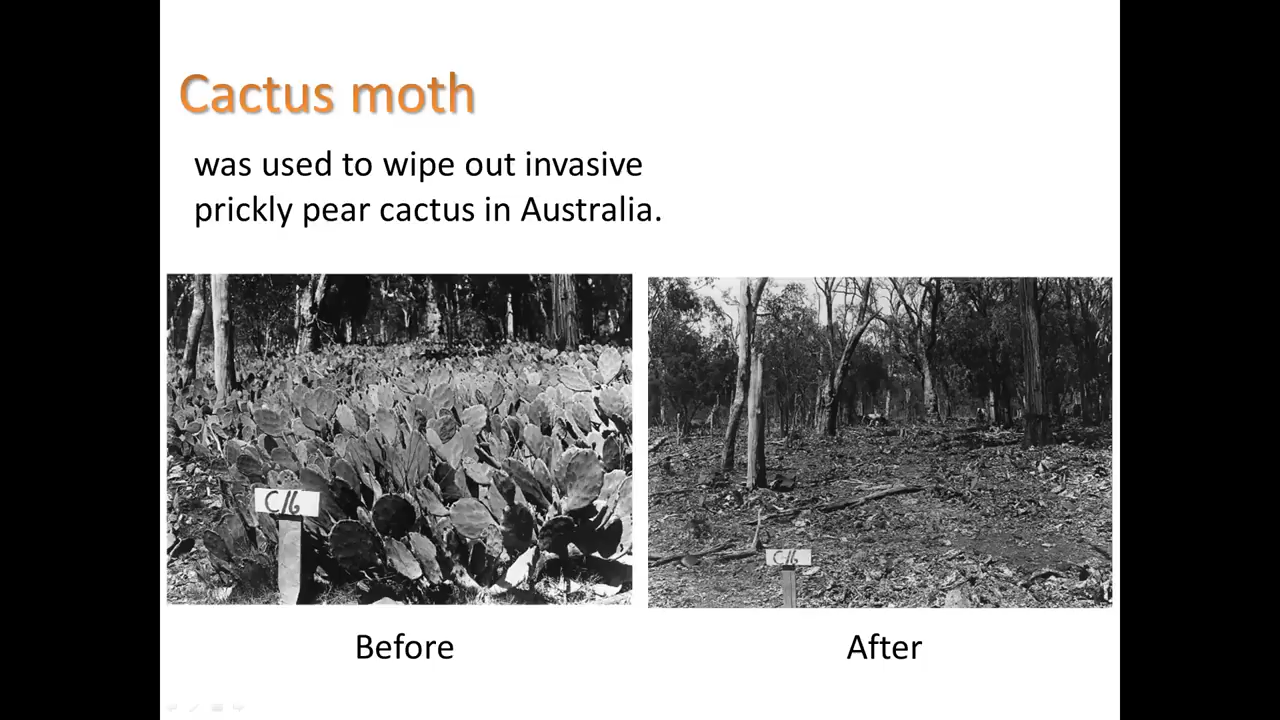 Cactus moth
was used to wipe out invasive
prickly pear cactus in Australia.
C16
C16
Before
After